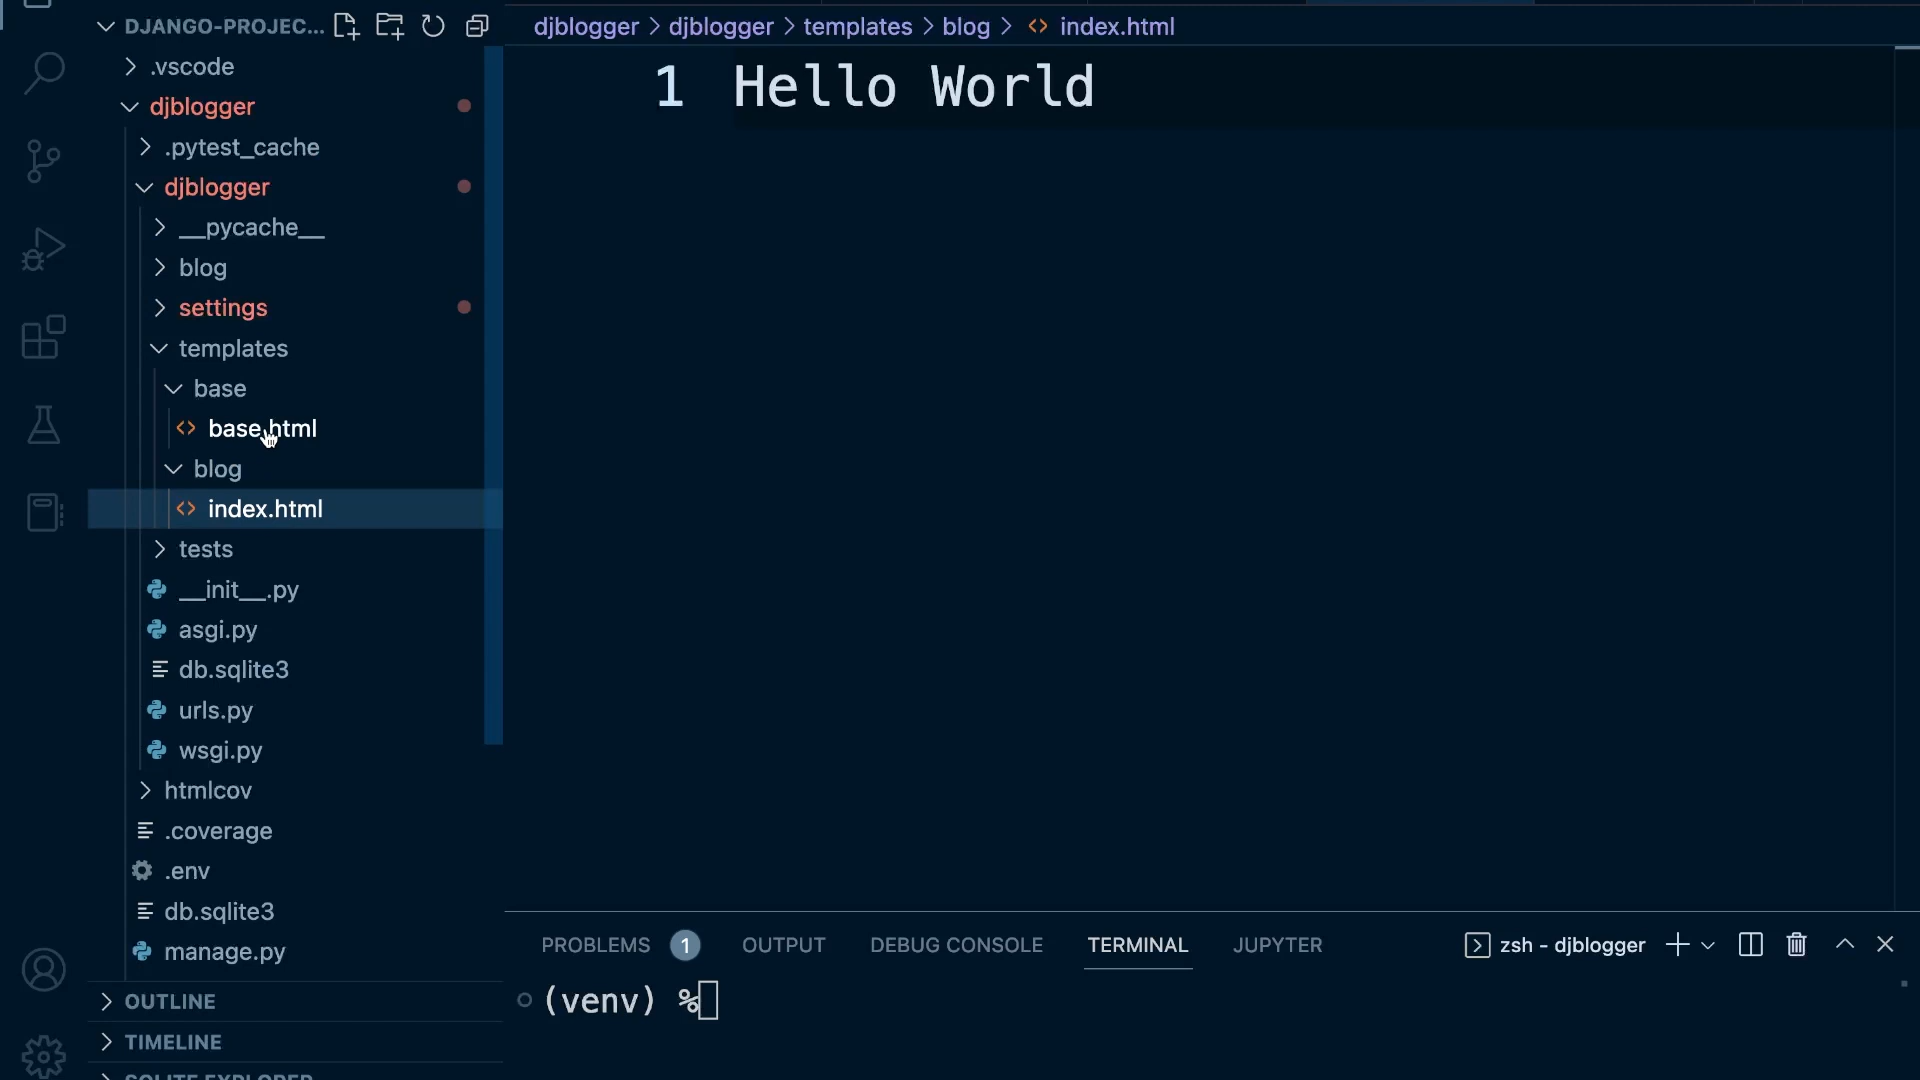 DJANGO-PROJEC...
.vscode
djblogger
.pytest_cache
djblogger
__pycache__
blog
settings
templates
base
base.html
blog
index.html
tests
__init__.py
asgi.py
db.sqlite3
urls.py
wsgi.py
htmlcov
.coverage
.env
db.sqlite3
manage.py
OUTLINE
TIMELINE
SQLITE EXPLORER
djblogger > djblogger > templates > blog > <> index.html
1 Hello World
PROBLEMS 1 OUTPUT DEBUG CONSOLE TERMINAL JUPYTER zsh - djblogger
(venv) %